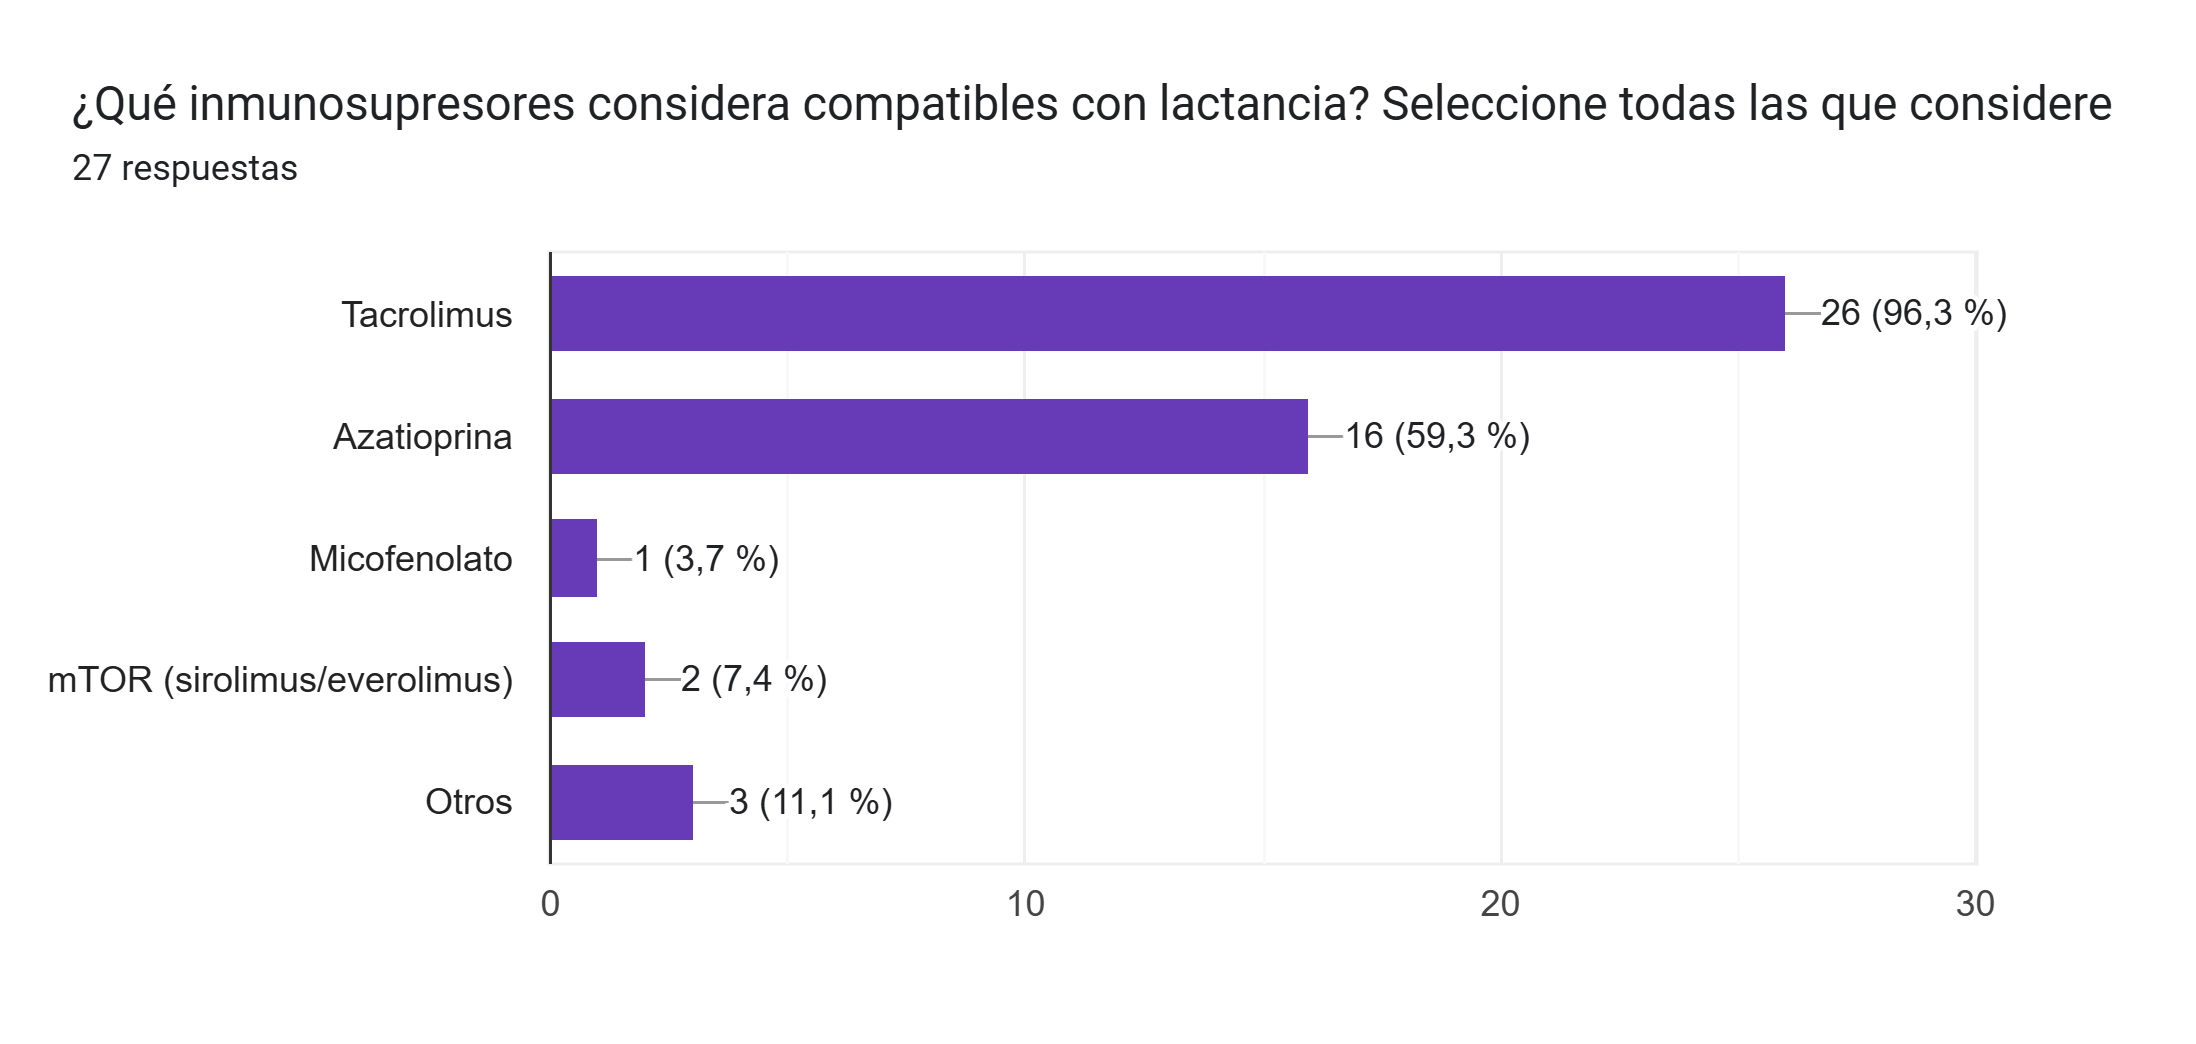 ¿Qué inmunosupresores considera compatibles con lactancia? Seleccione todas las que considere
27 respuestas
Tacrolimus
26 (96,3 %)
Azatioprina
16 (59,3 %)
Micofenolato
1 (3,7 %)
mTOR (sirolimus/everolimus)
2 (7,4 %)
Otros
3 (11,1 %)
0
10
20
30